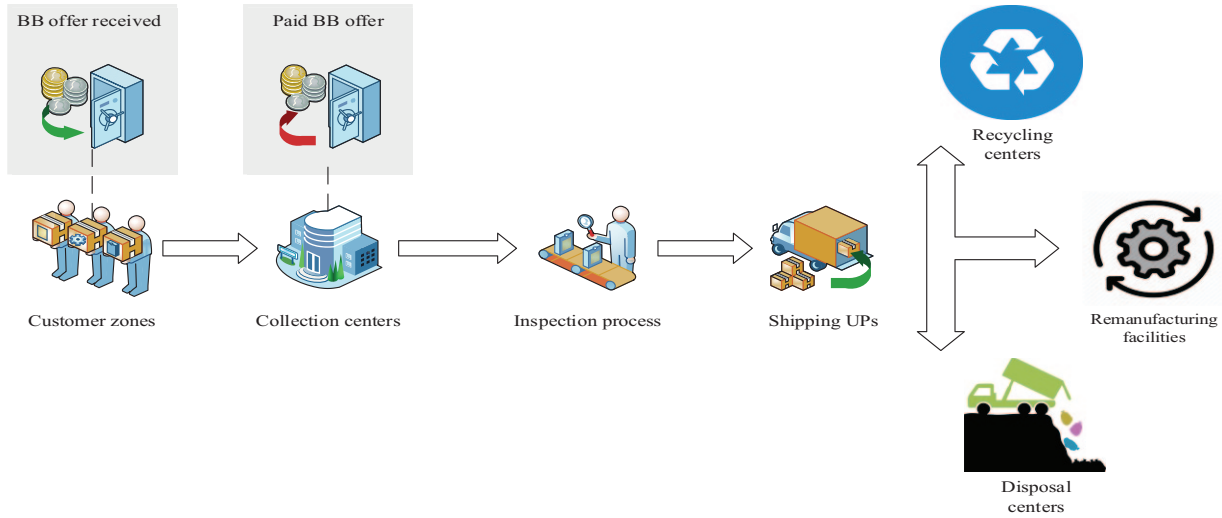 BB offer received
Paid BB offer
Recycling
centers
Customer zones
Collection centers
Inspection process
Shipping UPs
Remanufacturing
facilities
Disposal
centers